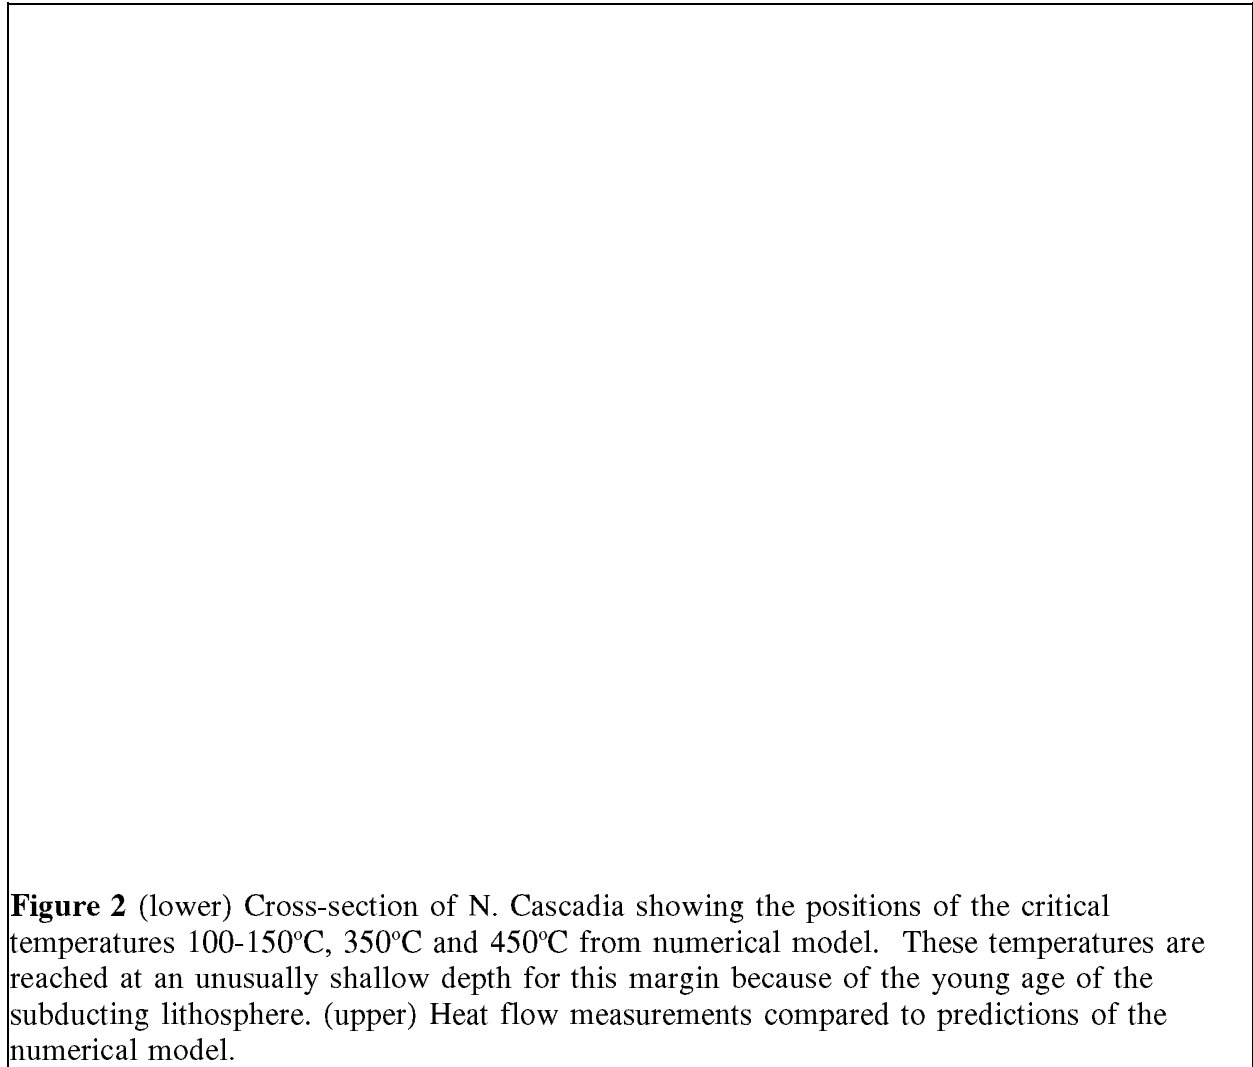 Figure 2 (lower) Cross-section of N. Cascadia showing the positions of the critical
temperatures 100-150ºC, 350ºC and 450ºC from numerical model.  These temperatures are
reached at an unusually shallow depth for this margin because of the young age of the
subducting lithosphere. (upper) Heat flow measurements compared to predictions of the
numerical model.